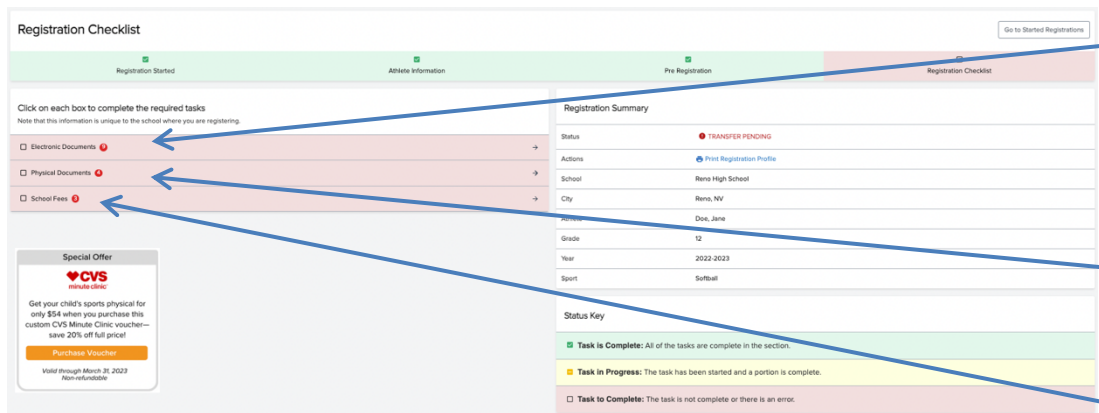 Registration Checklist
Go to Started Registrations
Registration Started
Athlete Information
Pre Registration
Registration Checklist
Click on each box to complete the required tasks
Note that this information is unique to the school where you are registering.
Electronic Documents 9
Physical Documents 4
School Fees 3
Special Offer
CVS
minute clinic
Get your child's sports physical for
only $54 when you purchase this
custom CVS Minute Clinic voucher—
save 20% off full price!
Purchase Voucher
Valid through March 31, 2023
Non-refundable
Registration Summary
Status TRANSFER PENDING
Actions Print Registration Profile
School Reno High School
City Reno, NV
Athlete Doe, Jane
Grade 12
Year 2022-2023
Sport Softball
Status Key
Task is Complete: All of the tasks are complete in the section.
Task in Progress: The task has been started and a portion is complete.
Task to Complete: The task is not complete or there is an error.